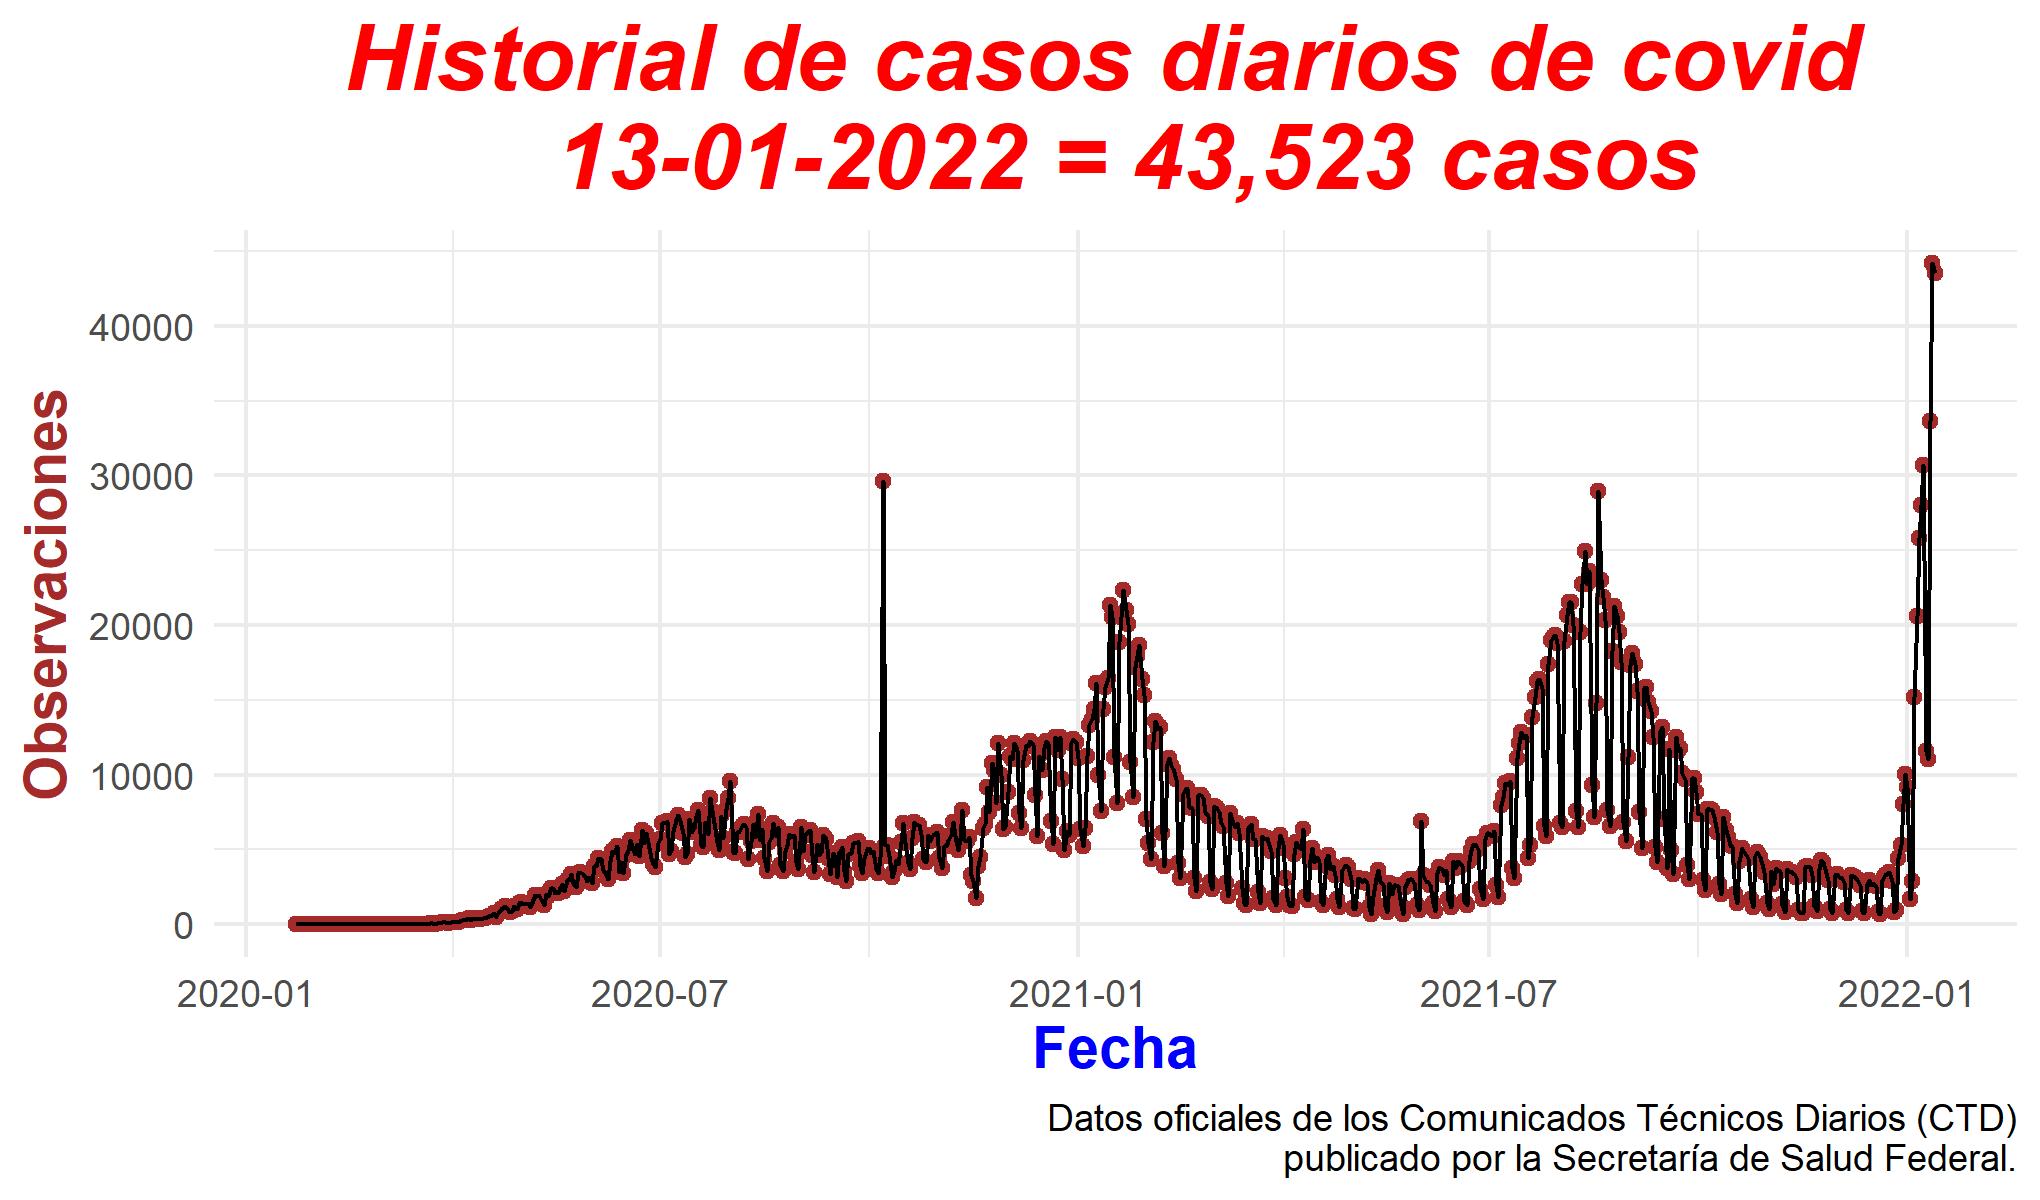 Historial de casos diarios de covid
13-01-2022 = 43,523 casos
Observaciones
40000
30000
20000
10000
0
2020-01
2020-07
2021-01
2021-07
2022-01
Fecha
Datos oficiales de los Comunicados Técnicos Diarios (CTD)
publicado por la Secretaría de Salud Federal.